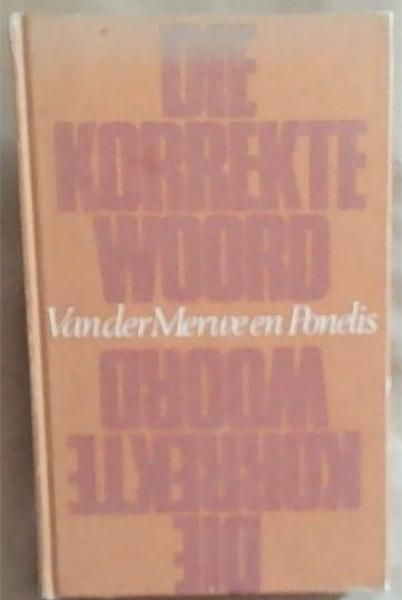 DIE
KORREKTE
WOORD
Van der Merwe en Ponelis
WOORD
KORREKTE
DIE